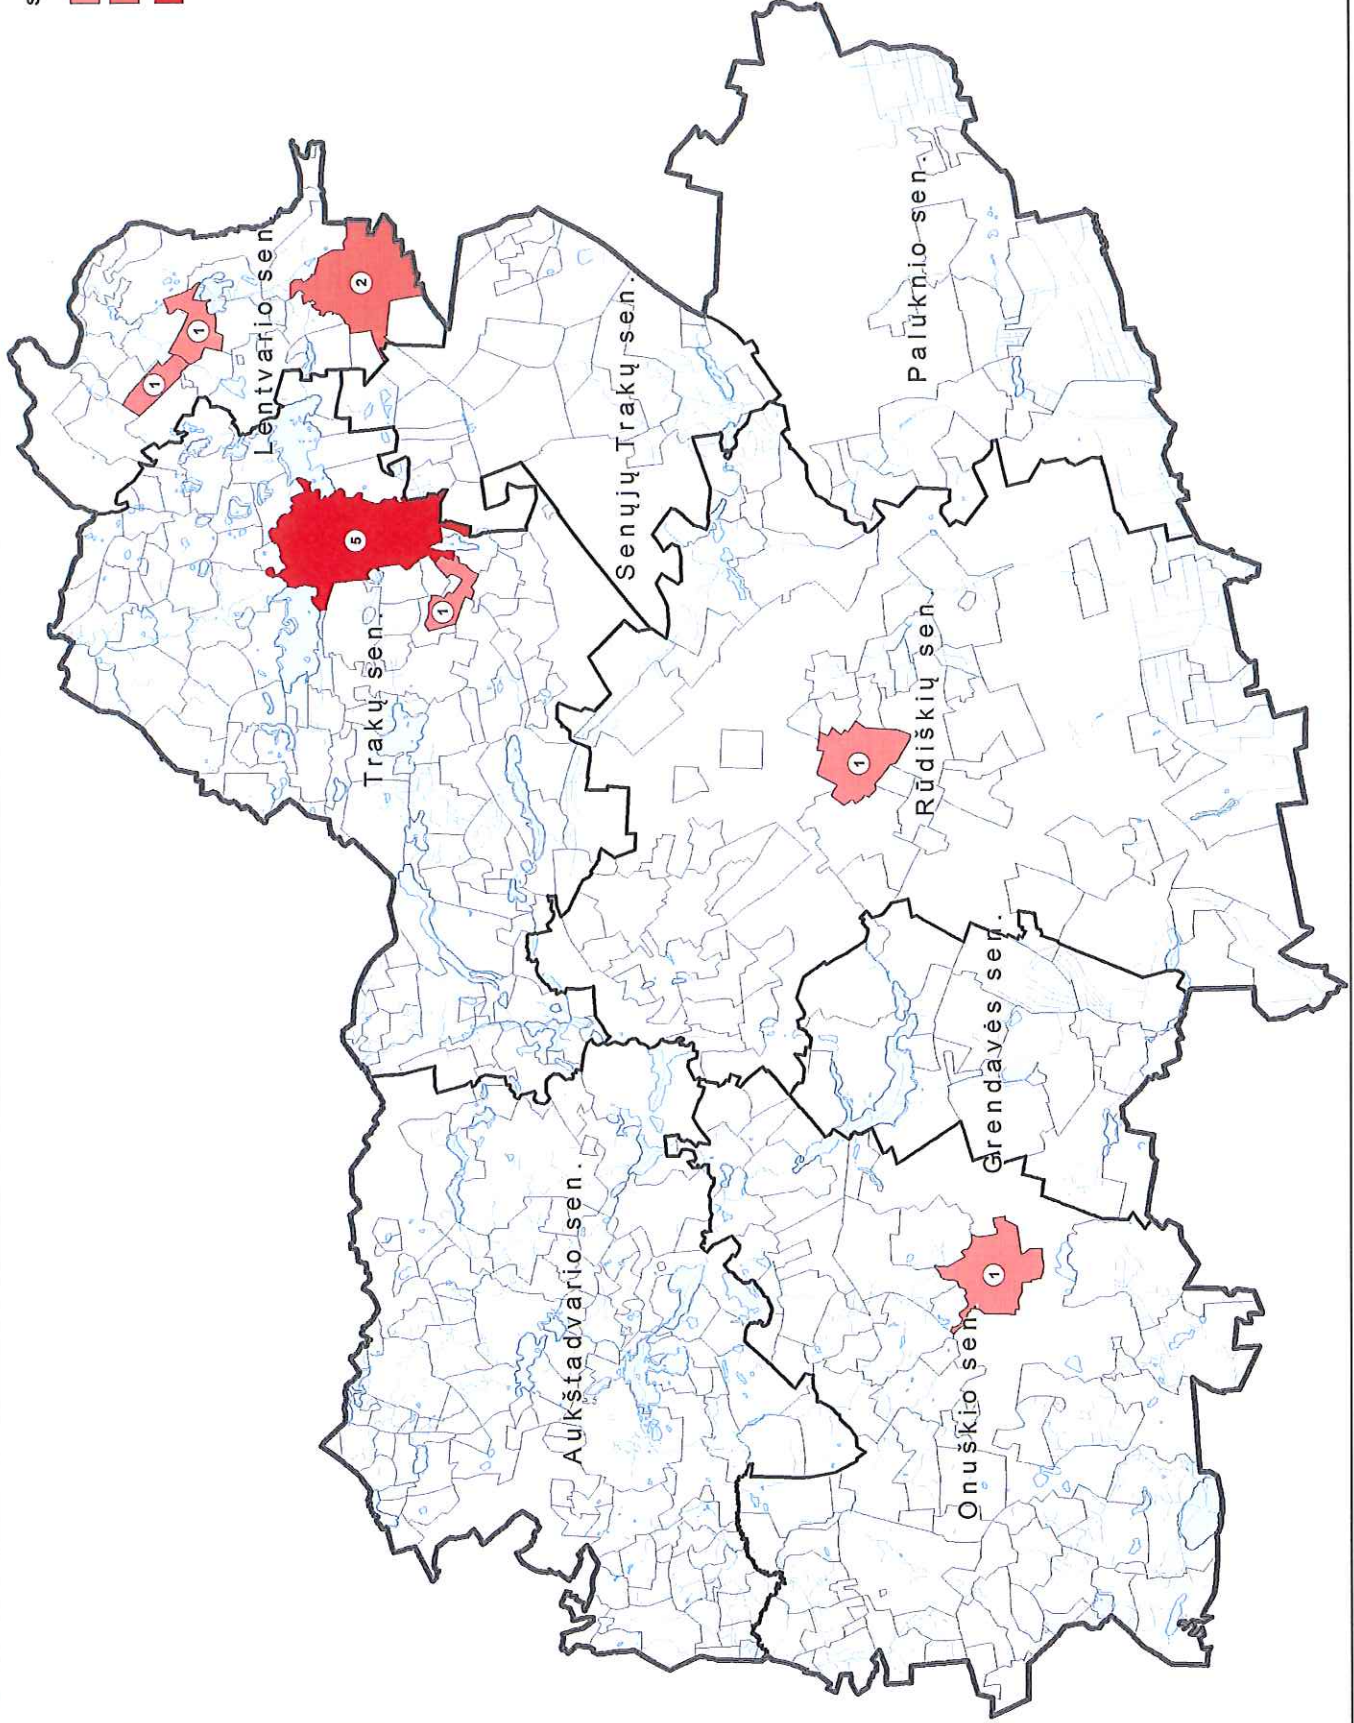 Lentvario sen.
1
1
2
Trakų sen.
5
1
Senųjų Trakų sen.
Paluknio sen.
Rūdiškių sen.
1
Aukštadvario sen.
Grendavės sen.
Onuškio sen.
1